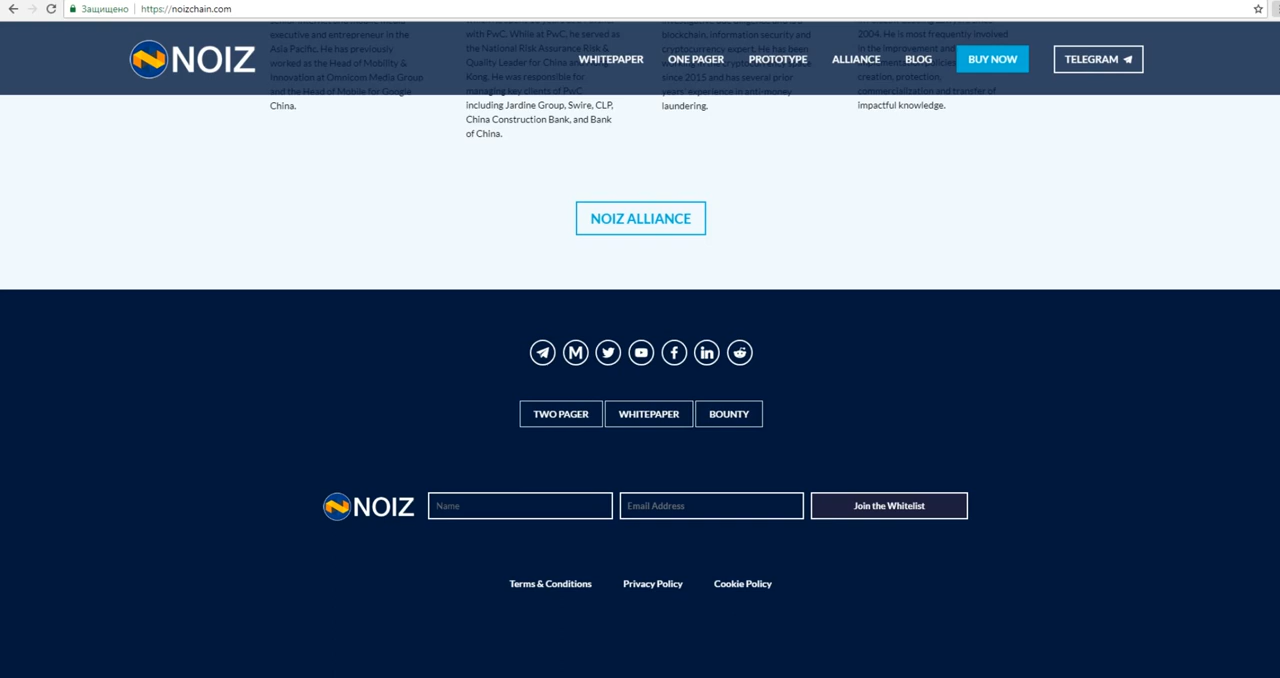 Защищено https://noizchain.com
NOIZ
WHITEPAPER ONE PAGER PROTOTYPE ALLIANCE BLOG BUY NOW TELEGRAM
executive and entrepreneur in the
Asia Pacific. He has previously
worked as the Head of Mobility &
Innovation at Omnicom Media Group
and the Head of Mobile for Google
China.
with PwC. While at PwC, he served as
the National Risk Assurance Risk &
Quality Leader for China and
Kong. He was responsible for
managing key clients of PwC
including Jardine Group, Swire, CLP,
China Construction Bank, and Bank
of China.
blockchain, information security and
cryptocurrency expert. He has been
since 2015 and has several prior
years' experience in anti-money
laundering.
2004. He is most frequently involved
in the improvement and
creation, protection,
commercialization and transfer of
impactful knowledge.
NOIZ ALLIANCE
M
TWO PAGER WHITEPAPER BOUNTY
NOIZ Name Email Address Join the Whitelist
Terms & Conditions Privacy Policy Cookie Policy